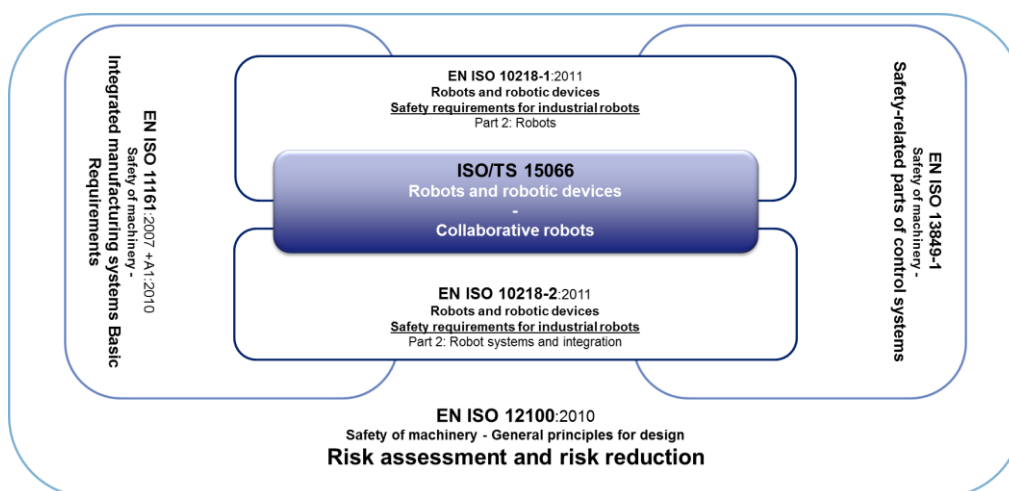 EN ISO 11161:2007 +A1:2010
Safety of machinery -
Integrated manufacturing systems Basic
Requirements
EN ISO 10218-1:2011
Robots and robotic devices
Safety requirements for industrial robots
Part 2: Robots
ISO/TS 15066
Robots and robotic devices
-
Collaborative robots
EN ISO 10218-2:2011
Robots and robotic devices
Safety requirements for industrial robots
Part 2: Robot systems and integration
EN ISO 13849-1
Safety of machinery -
Safety-related parts of control systems
EN ISO 12100:2010
Safety of machinery - General principles for design
Risk assessment and risk reduction